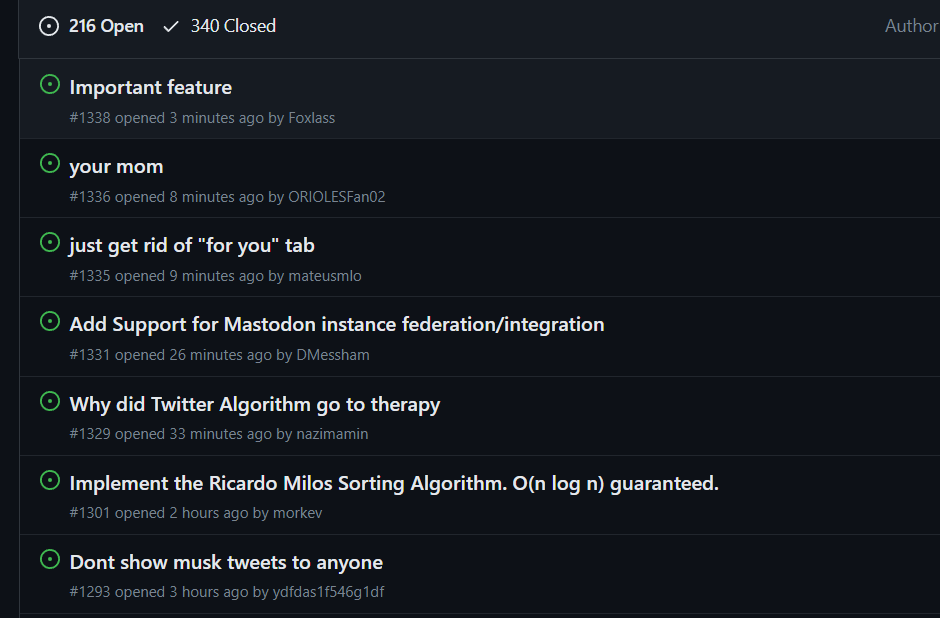 216 Open 340 Closed Author
Important feature
#1338 opened 3 minutes ago by Foxlass
your mom
#1336 opened 8 minutes ago by ORIOLESFan02
just get rid of "for you" tab
#1335 opened 9 minutes ago by mateusmlo
Add Support for Mastodon instance federation/integration
#1331 opened 26 minutes ago by DMessham
Why did Twitter Algorithm go to therapy
#1329 opened 33 minutes ago by nazimamin
Implement the Ricardo Milos Sorting Algorithm. O(n log n) guaranteed.
#1301 opened 2 hours ago by morkev
Dont show musk tweets to anyone
#1293 opened 3 hours ago by ydfdas1f546g1df